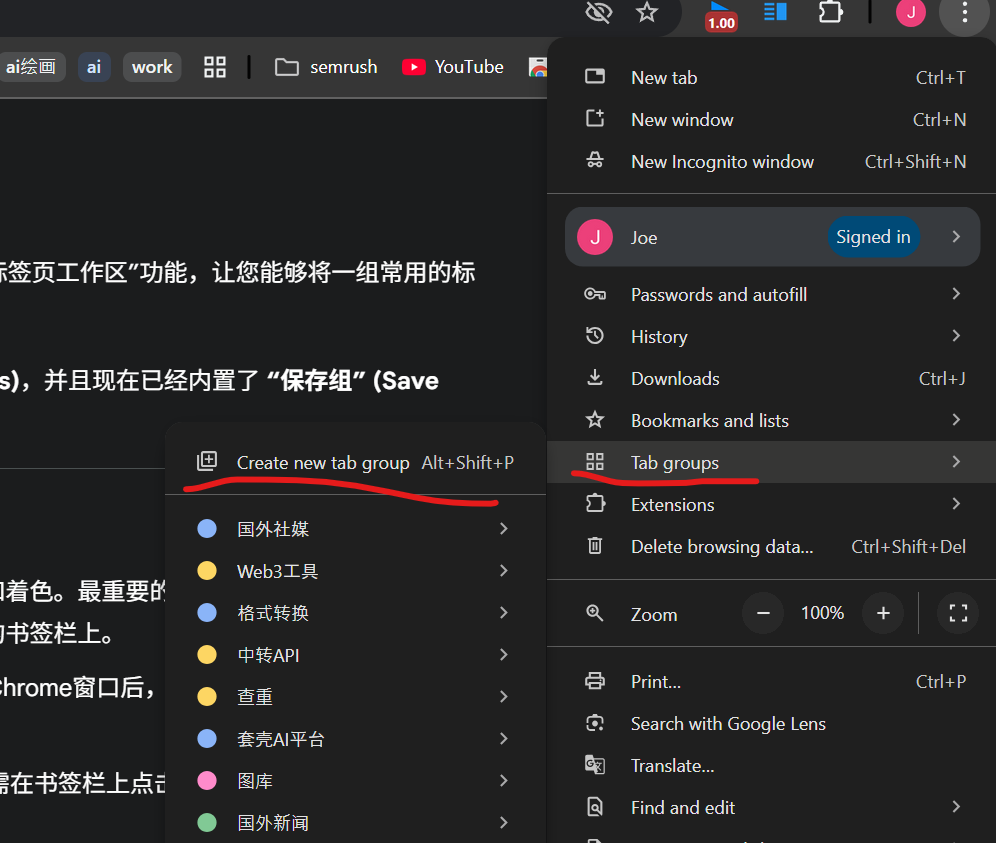 1.00
J
ai绘画
ai
work
semrush
YouTube
New tab Ctrl+T
New window Ctrl+N
New Incognito window Ctrl+Shift+N
J Joe Signed in
标签页工作区”功能，让您能够将一组常用的标
Passwords and autofill
History
s)，并且现在已经内置了 “保存组” (Save
Downloads Ctrl+J
Bookmarks and lists
Tab groups
Create new tab group Alt+Shift+P
Extensions
Delete browsing data... Ctrl+Shift+Del
国外社媒
Web3工具
和着色。最重要的
格式转换
Zoom 100%
的书签栏上。
中转API
Chrome窗口后，
查重
Print... Ctrl+P
套壳AI平台
Search with Google Lens
需在书签栏上点击
图库
Translate...
国外新闻
Find and edit